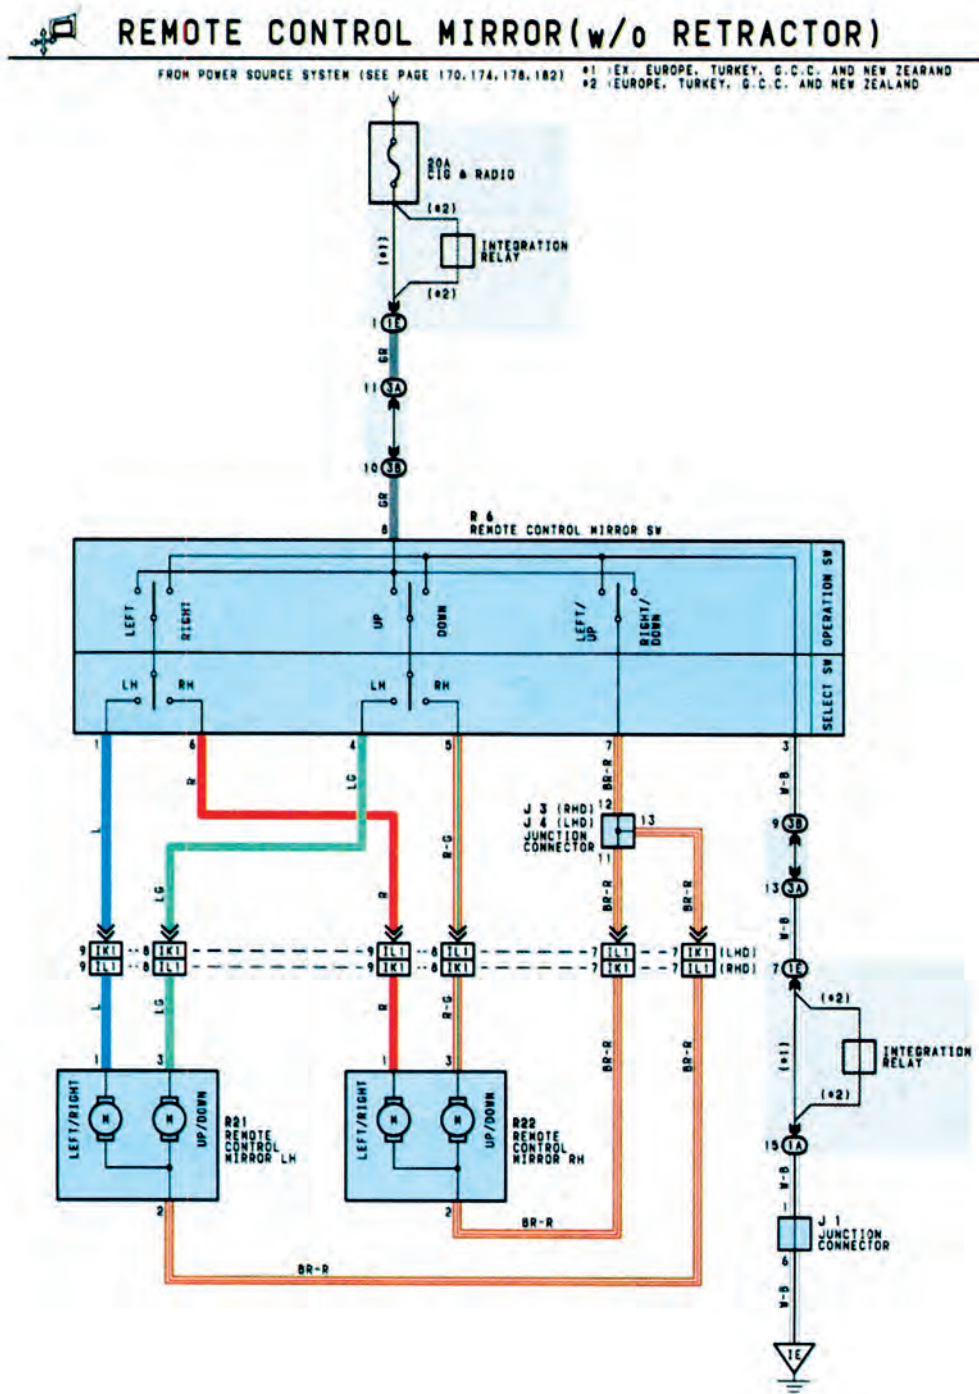 REMOTE CONTROL MIRROR(w/o RETRACTOR)
FROM POWER SOURCE SYSTEM (SEE PAGE 170,174,178,182)
*1 :EX. EUROPE, TURKEY, G.C.C. AND NEW ZEARAND
*2 :EUROPE, TURKEY, G.C.C. AND NEW ZEALAND
20A
CIG & RADIO
(*2)
(*1)
INTEGRATION
RELAY
(*2)
1 1E
GR
11 3A
10 3B
GR
8
R 6
REMOTE CONTROL MIRROR SW
LEFT
RIGHT
UP
DOWN
LEFT/
UP
RIGHT/
DOWN
OPERATION SW
LH
RH
LH
RH
SELECT SW
1
6
4
5
7
3
R
LG
BR-R
J 3 (RHD)
J 4 (LHD)
JUNCTION
CONNECTOR
12
13
11
9 3B
13 3A
L
LG
R
R-G
BR-R
BR-R
9 IK1 8 IK1 9 IL1 8 IL1 7 IL1 7 IK1 (LHD)
9 IL1 8 IL1 9 IK1 8 IK1 7 IK1 7 IL1 (RHD)
7 1E
L
LG
R
R-G
BR-R
BR-R
(*2)
(*1)
INTEGRATION
RELAY
(*2)
1
3
1
3
LEFT/RIGHT
M
M
UP/DOWN
R21
REMOTE
CONTROL
MIRROR LH
LEFT/RIGHT
M
M
UP/DOWN
R22
REMOTE
CONTROL
MIRROR RH
15 1A
2
2
BR-R
BR-R
1
J 1
JUNCTION
CONNECTOR
6
IE